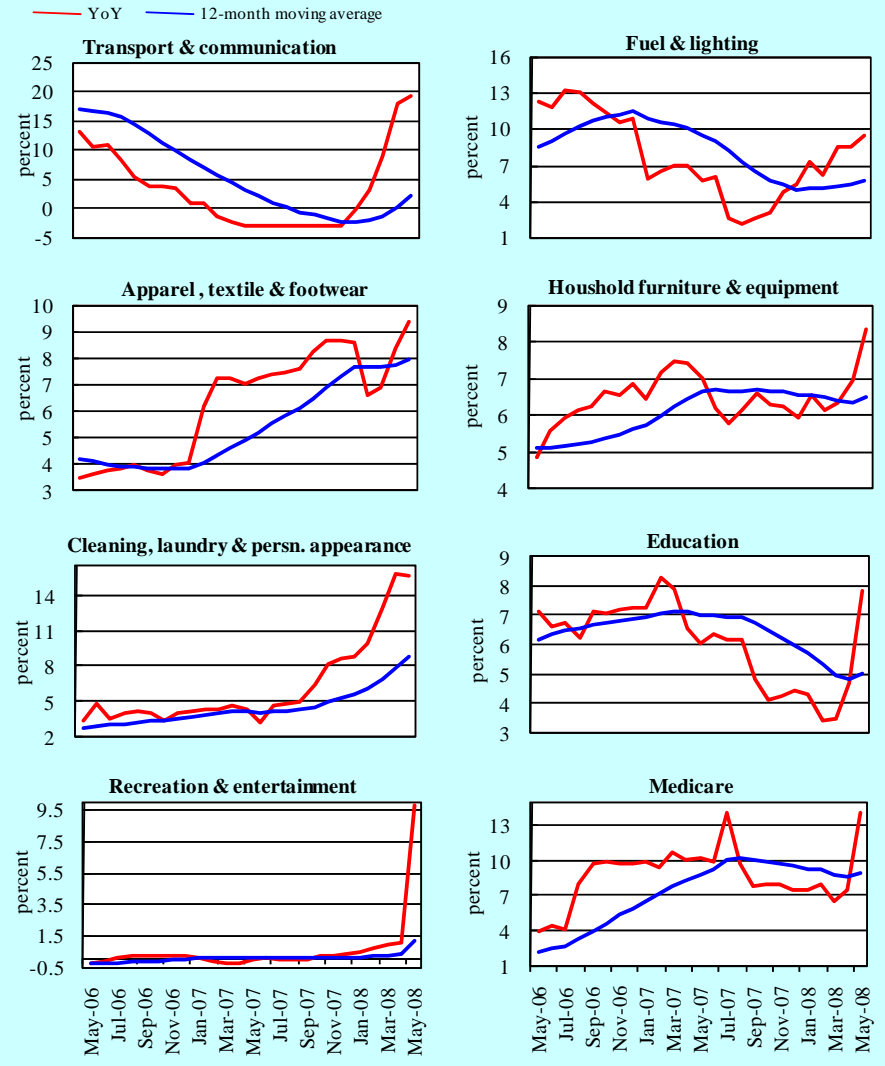 YoY 12-month moving average
Transport & communication
percent
25
20
15
10
5
0
-5
Fuel & lighting
percent
16
13
10
7
4
1
Apparel , textile & footwear
percent
10
9
8
7
6
5
4
3
Houshold furniture & equipment
percent
9
8
7
6
5
4
Cleaning, laundry & persn. appearance
percent
14
11
8
5
2
Education
percent
9
8
7
6
5
4
3
Recreation & entertainment
percent
9.5
7.5
5.5
3.5
1.5
-0.5
May-06
Jul-06
Sep-06
Nov-06
Jan-07
Mar-07
May-07
Jul-07
Sep-07
Nov-07
Jan-08
Mar-08
May-08
Medicare
percent
13
10
7
4
1
May-06
Jul-06
Sep-06
Nov-06
Jan-07
Mar-07
May-07
Jul-07
Sep-07
Nov-07
Jan-08
Mar-08
May-08